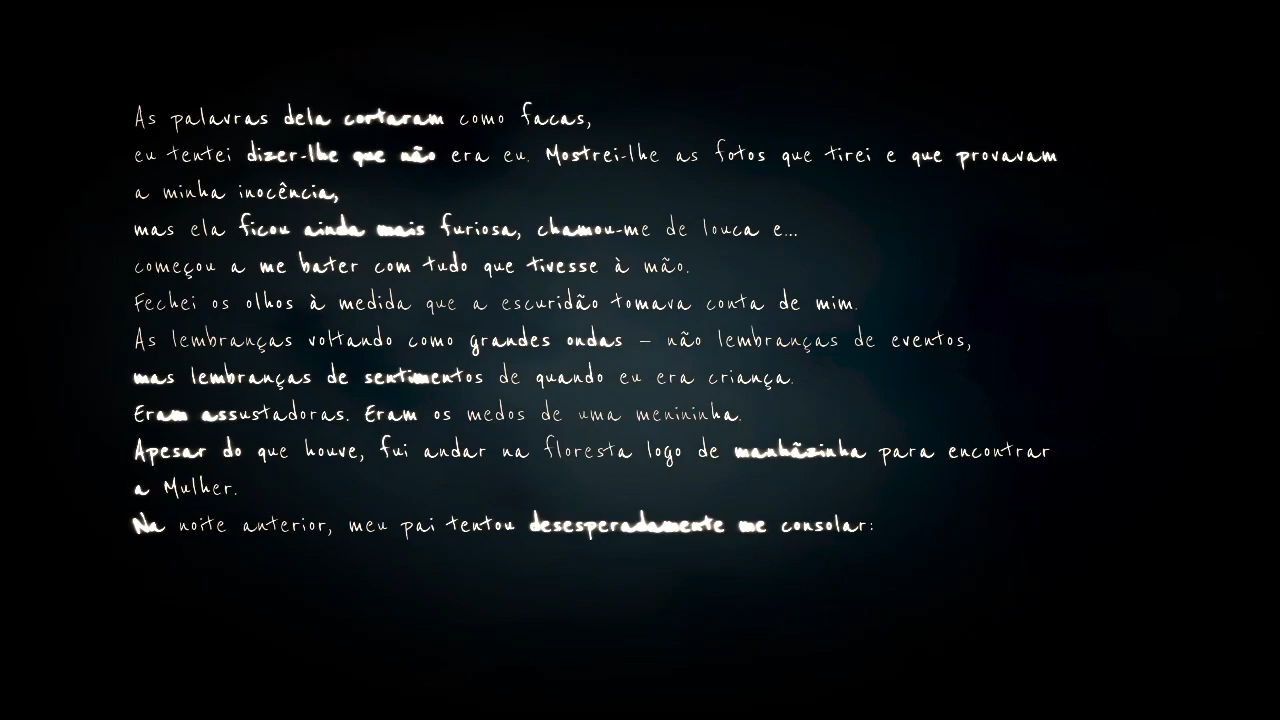 As palavras dela cortaram como facas,
eu tentei dizer-lhe que não era eu. Mostrei-lhe as fotos que tirei e que provavam
a minha inocência,
mas ela ficou ainda mais furiosa, chamou-me de louca e...
começou a me bater com tudo que tivesse à mão.
Fechei os olhos à medida que a escuridão tomava conta de mim.
As lembranças voltando como grandes ondas – não lembranças de eventos,
mas lembranças de sentimentos de quando eu era criança.
Eram assustadoras. Eram os medos de uma menininha.
Apesar do que houve, fui andar na floresta logo de manhãzinha para encontrar
a Mulher.
Na noite anterior, meu pai tentou desesperadamente me consolar: